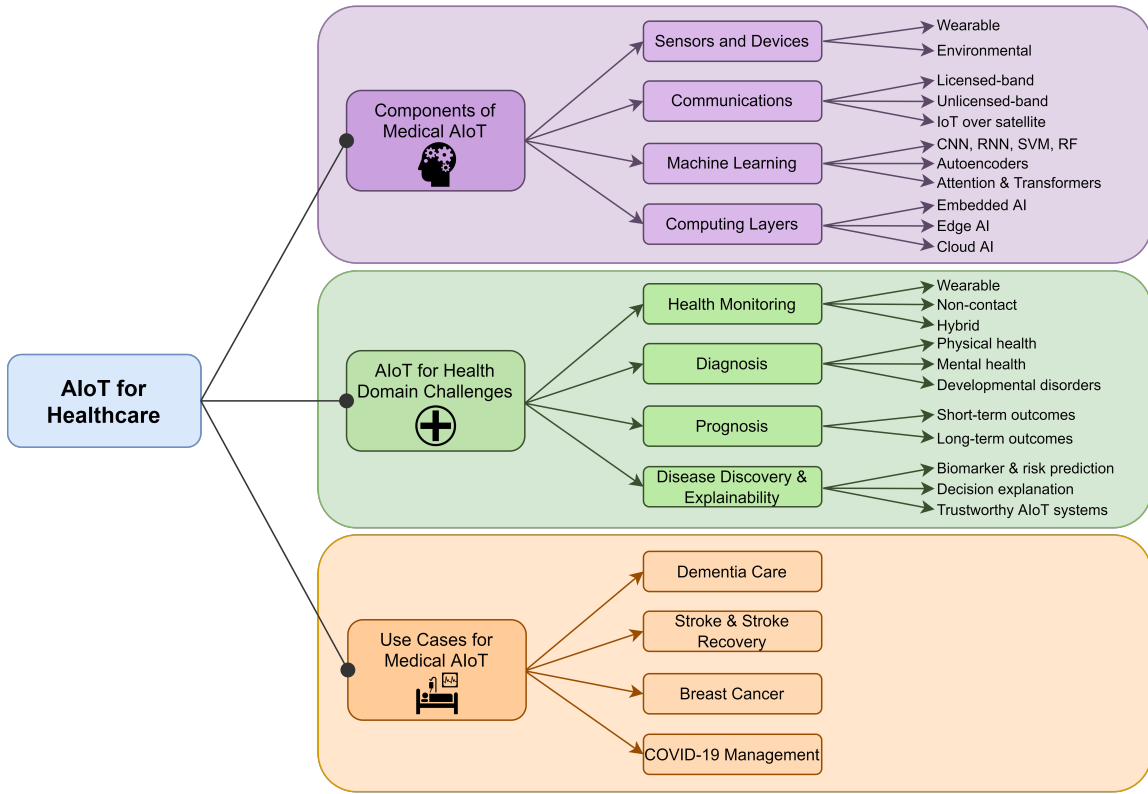 AIoT for
Healthcare
Components of
Medical AIoT
Sensors and Devices
Wearable
Environmental
Communications
Licensed-band
Unlicensed-band
IoT over satellite
Machine Learning
CNN, RNN, SVM, RF
Autoencoders
Attention & Transformers
Computing Layers
Embedded AI
Edge AI
Cloud AI
AIoT for Health
Domain Challenges
Health Monitoring
Wearable
Non-contact
Hybrid
Diagnosis
Physical health
Mental health
Developmental disorders
Prognosis
Short-term outcomes
Long-term outcomes
Disease Discovery &
Explainability
Biomarker & risk prediction
Decision explanation
Trustworthy AIoT systems
Use Cases for
Medical AIoT
Dementia Care
Stroke & Stroke
Recovery
Breast Cancer
COVID-19 Management